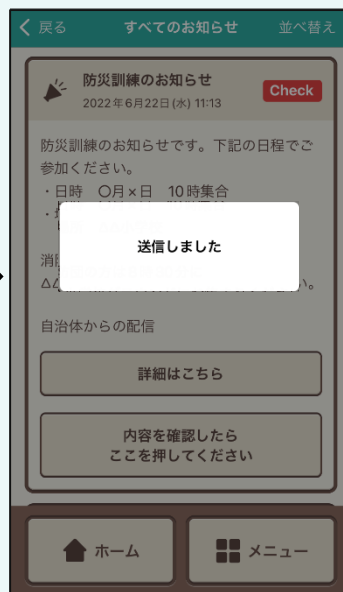 戻る すべてのお知らせ 並べ替え
防災訓練のお知らせ
2022年6月22日(水) 11:13
Check
防災訓練のお知らせです。下記の日程でご
参加ください。
・日時 〇月×日 10時集合
送信しました
自治体からの配信
詳細はこちら
内容を確認したら
ここを押してください
ホーム メニュー